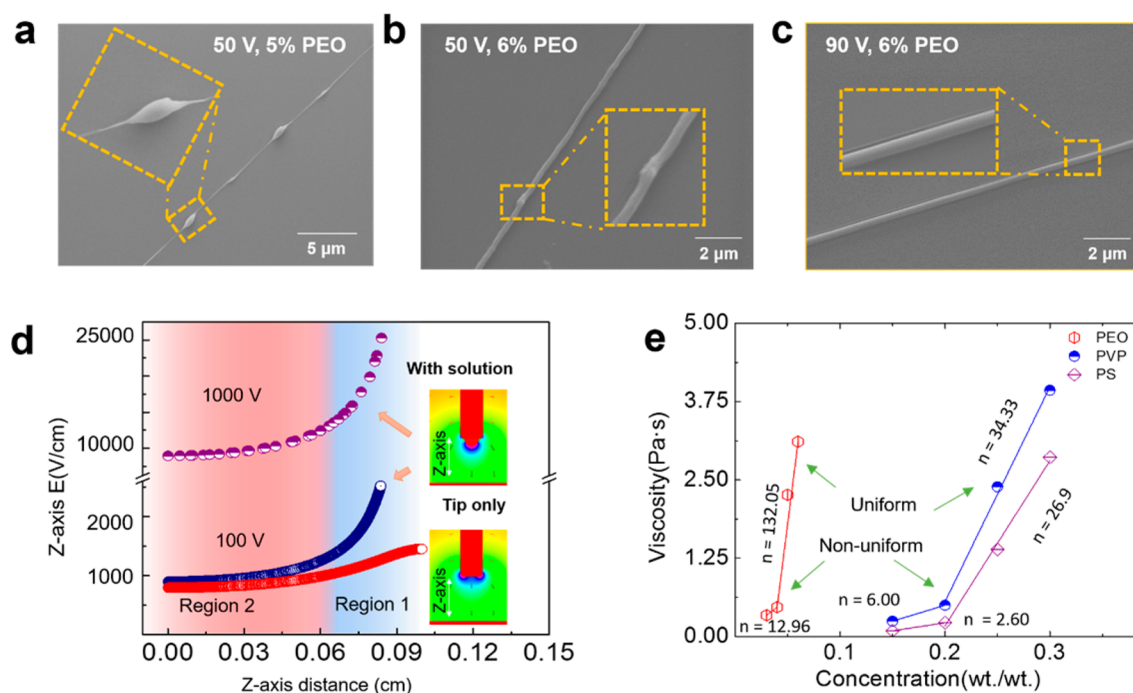 a
50 V, 5% PEO
5 μm
b
50 V, 6% PEO
2 μm
c
90 V, 6% PEO
2 μm
d
Z-axis E(V/cm)
25000
10000
2000
1000
1000 V
100 V
Region 2
Region 1
With solution
Z-axis
Tip only
Z-axis
0.00
0.03
0.06
0.09
0.12
0.15
Z-axis distance (cm)
e
Viscosity(Pa·s)
5.00
3.75
2.50
1.25
0.00
PEO
PVP
PS
n = 132.05
n = 12.96
Uniform
Non-uniform
n = 6.00
n = 34.33
n = 26.9
n = 2.60
0.1
0.2
0.3
Concentration(wt./wt.)